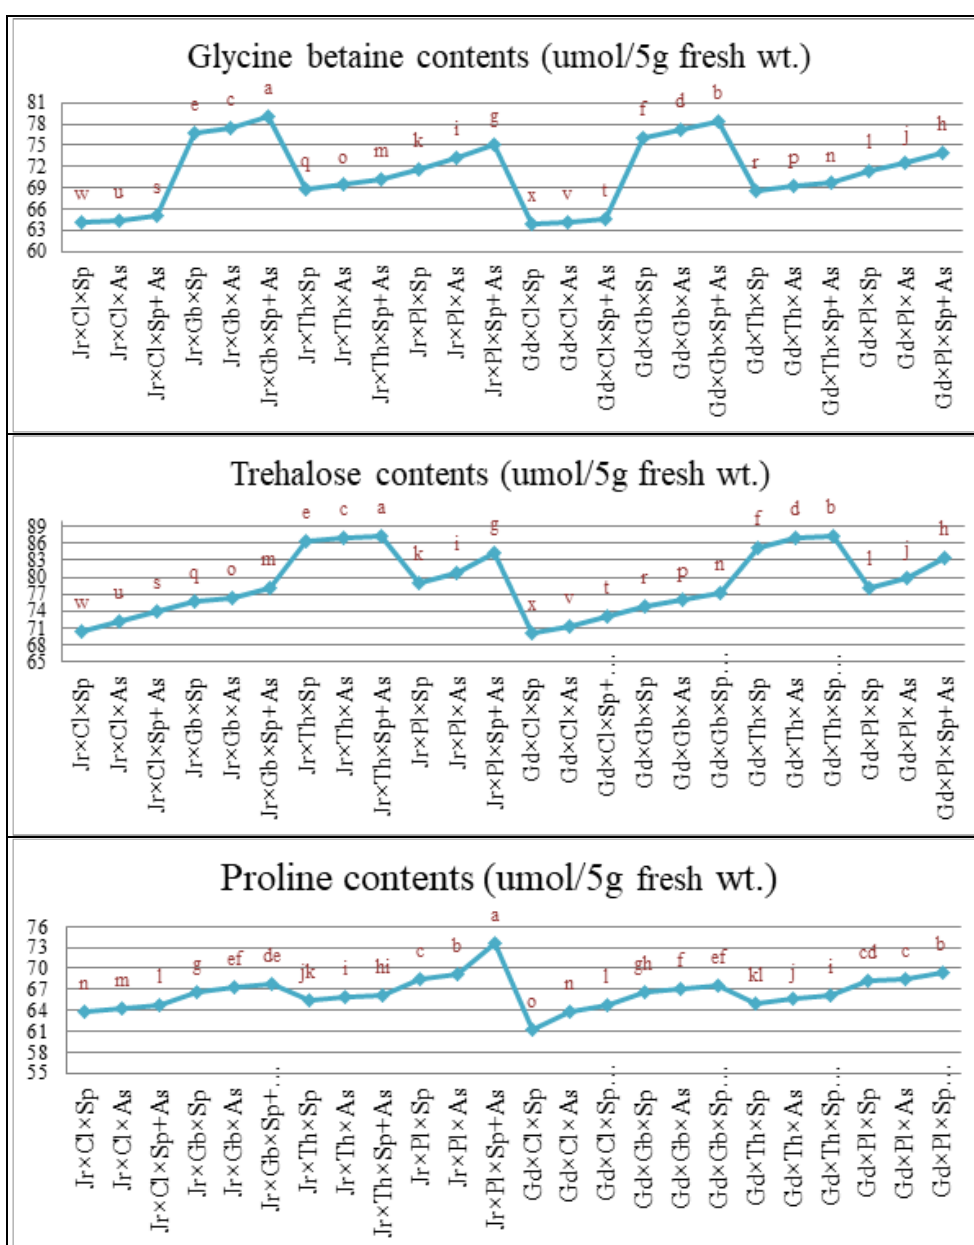 Glycine betaine contents (umol/5g fresh wt.)
81
78
75
72
69
66
63
60
w u s e c a q o m k i g x v t f d b r p n l j h
Jr×Cl×Sp
Jr×Cl×As
Jr×Cl×Sp+As
Jr×Gb×Sp
Jr×Gb×As
Jr×Gb×Sp+As
Jr×Th×Sp
Jr×Th×As
Jr×Th×Sp+As
Jr×Pl×Sp
Jr×Pl×As
Jr×Pl×Sp+As
Gd×Cl×Sp
Gd×Cl×As
Gd×Cl×Sp+As
Gd×Gb×Sp
Gd×Gb×As
Gd×Gb×Sp+As
Gd×Th×Sp
Gd×Th×As
Gd×Th×Sp+As
Gd×Pl×Sp
Gd×Pl×As
Gd×Pl×Sp+As
Trehalose contents (umol/5g fresh wt.)
89
86
83
80
77
74
71
68
65
w u s q o m e c a k i g x v t r p n f d b l j h
Jr×Cl×Sp
Jr×Cl×As
Jr×Cl×Sp+As
Jr×Gb×Sp
Jr×Gb×As
Jr×Gb×Sp+As
Jr×Th×Sp
Jr×Th×As
Jr×Th×Sp+As
Jr×Pl×Sp
Jr×Pl×As
Jr×Pl×Sp+As
Gd×Cl×Sp
Gd×Cl×As
Gd×Cl×Sp+...
Gd×Gb×Sp
Gd×Gb×As
Gd×Gb×Sp...
Gd×Th×Sp
Gd×Th×As
Gd×Th×Sp...
Gd×Pl×Sp
Gd×Pl×As
Gd×Pl×Sp+As
Proline contents (umol/5g fresh wt.)
76
73
70
67
64
61
58
55
n m l g ef de jk i hi c b a o n l gh f ef kl j i cd c b
Jr×Cl×Sp
Jr×Cl×As
Jr×Cl×Sp+As
Jr×Gb×Sp
Jr×Gb×As
Jr×Gb×Sp+...
Jr×Th×Sp
Jr×Th×As
Jr×Th×Sp+As
Jr×Pl×Sp
Jr×Pl×As
Jr×Pl×Sp+As
Gd×Cl×Sp
Gd×Cl×As
Gd×Cl×Sp...
Gd×Gb×Sp
Gd×Gb×As
Gd×Gb×Sp...
Gd×Th×Sp
Gd×Th×As
Gd×Th×Sp...
Gd×Pl×Sp
Gd×Pl×As
Gd×Pl×Sp...